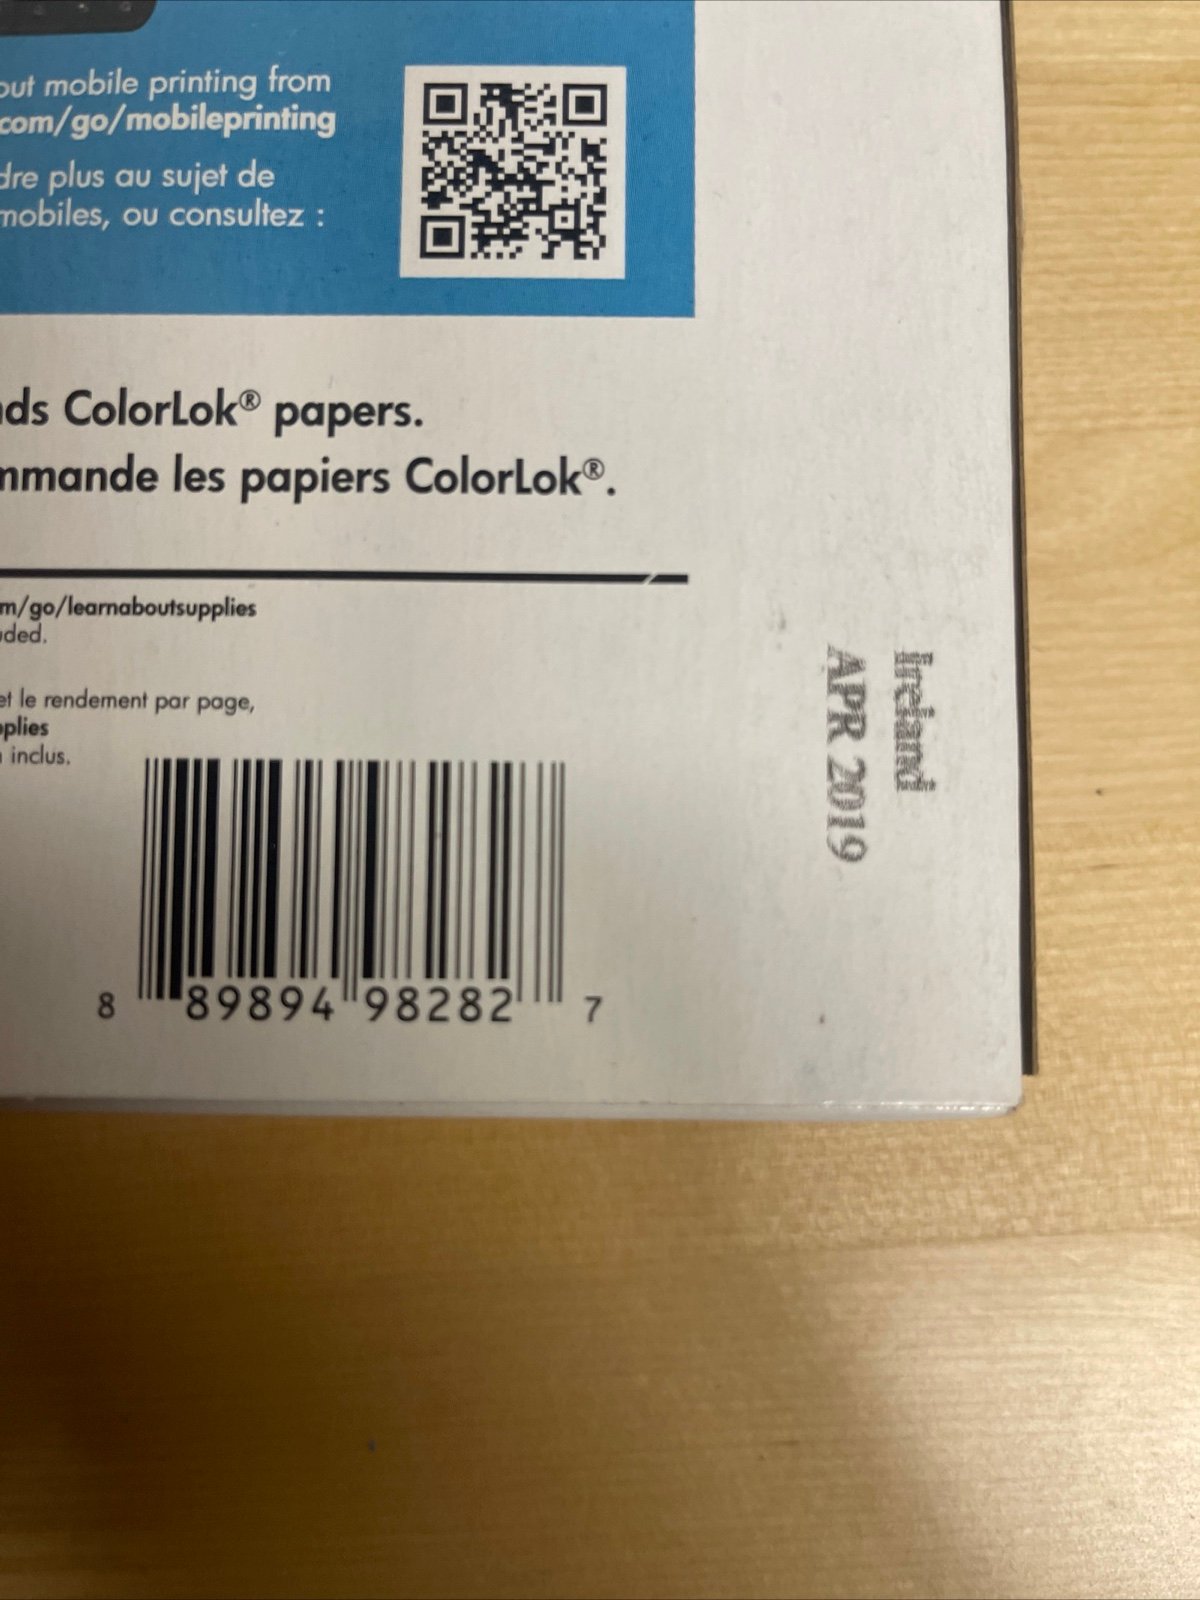 out mobile printing from
com/go/mobileprinting
dre plus au sujet de
mobiles, ou consultez :
nds ColorLok® papers.
mmande les papiers ColorLok®.
m/go/learnaboutsupplies
uded.
et le rendement par page,
pplies
inclus.
Ireland
APR 2019
8 89894 98282 7